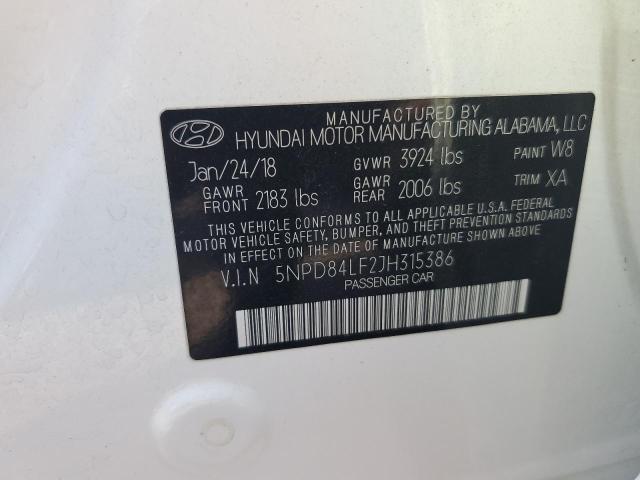 MANUFACTURED BY
HYUNDAI MOTOR MANUFACTURING ALABAMA, LLC
Jan/24/18 GVWR 3924 lbs PAINT W8
GAWR FRONT 2183 lbs GAWR REAR 2006 lbs TRIM XA
THIS VEHICLE CONFORMS TO ALL APPLICABLE U.S.A. FEDERAL
MOTOR VEHICLE SAFETY, BUMPER, AND THEFT PREVENTION STANDARDS
IN EFFECT ON THE DATE OF MANUFACTURE SHOWN ABOVE.
V.I.N 5NPD84LF2JH315386
PASSENGER CAR